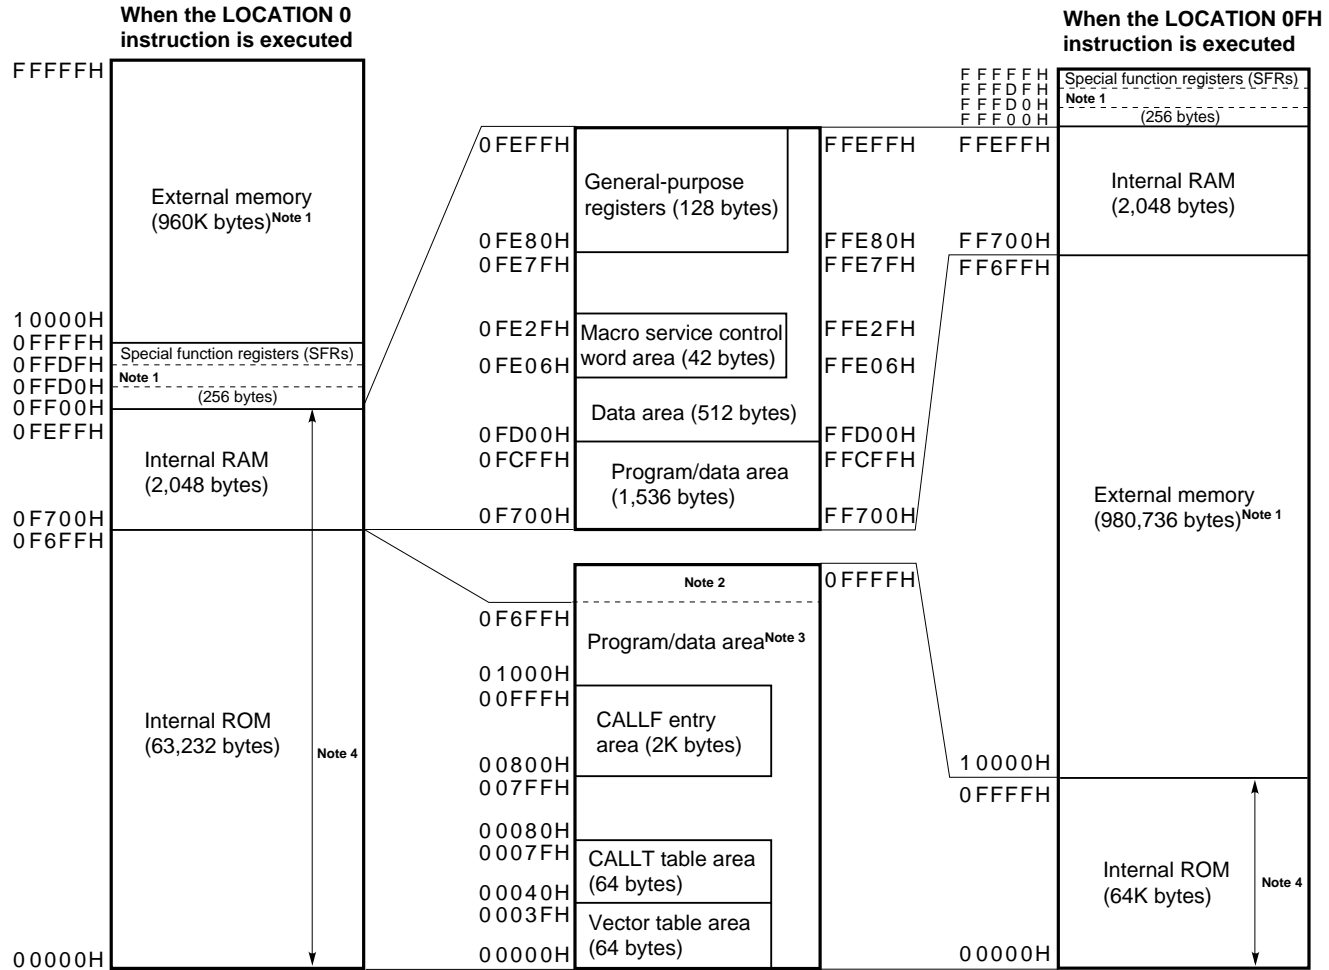 When the LOCATION 0
instruction is executed
FFFFFH
External memory
(960K bytes)Note 1
10000H
0FFFFH
Special function registers (SFRs)
0FFDFH
Note 1
0FFD0H
(256 bytes)
0FF00H
0FEFFH
Internal RAM
(2,048 bytes)
0F700H
0F6FFH
Internal ROM
(63,232 bytes)
Note 4
00000H
0FEFFH
General-purpose
registers (128 bytes)
FFEFFH
0FE80H
FFE80H
0FE7FH
FFE7FH
0FE2FH
Macro service control
word area (42 bytes)
FFE2FH
0FE06H
FFE06H
Data area (512 bytes)
0FD00H
FFD00H
0FCFFH
FFCFFH
Program/data area
(1,536 bytes)
0F700H
FF700H
Note 2
0FFFFH
0F6FFH
Program/data areaNote 3
01000H
00FFFH
CALLF entry
area (2K bytes)
00800H
007FFH
00080H
0007FH
CALLT table area
(64 bytes)
00040H
0003FH
Vector table area
(64 bytes)
00000H
When the LOCATION 0FH
instruction is executed
FFFFFH
Special function registers (SFRs)
FFFDFH
Note 1
FFFD0H
FFF00H
(256 bytes)
FFEFFH
Internal RAM
(2,048 bytes)
FF700H
FF6FFH
External memory
(980,736 bytes)Note 1
10000H
0FFFFH
Internal ROM
(64K bytes)
Note 4
00000H